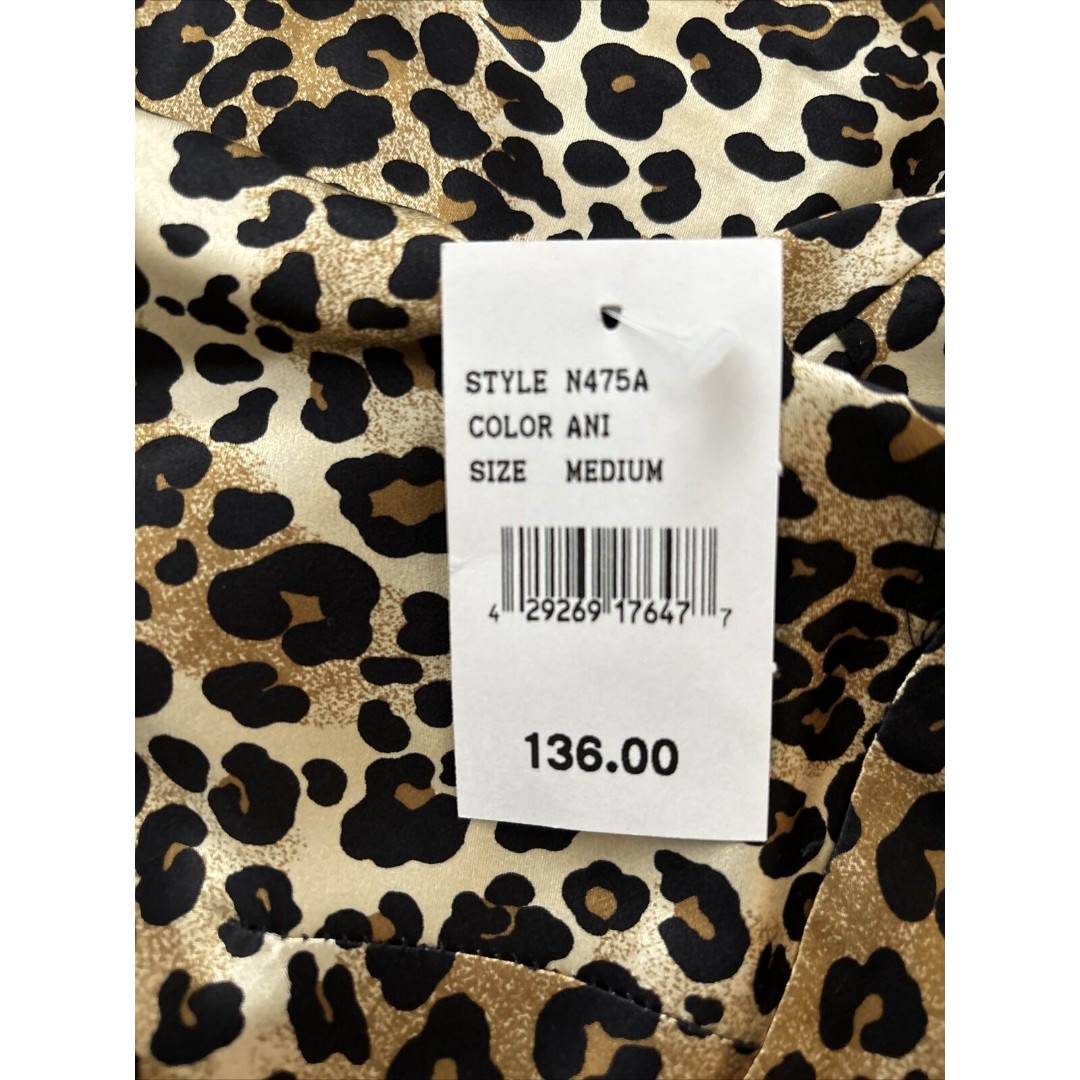 STYLE N475A
COLOR ANI
SIZE MEDIUM
4 29269 17647 7
136.00